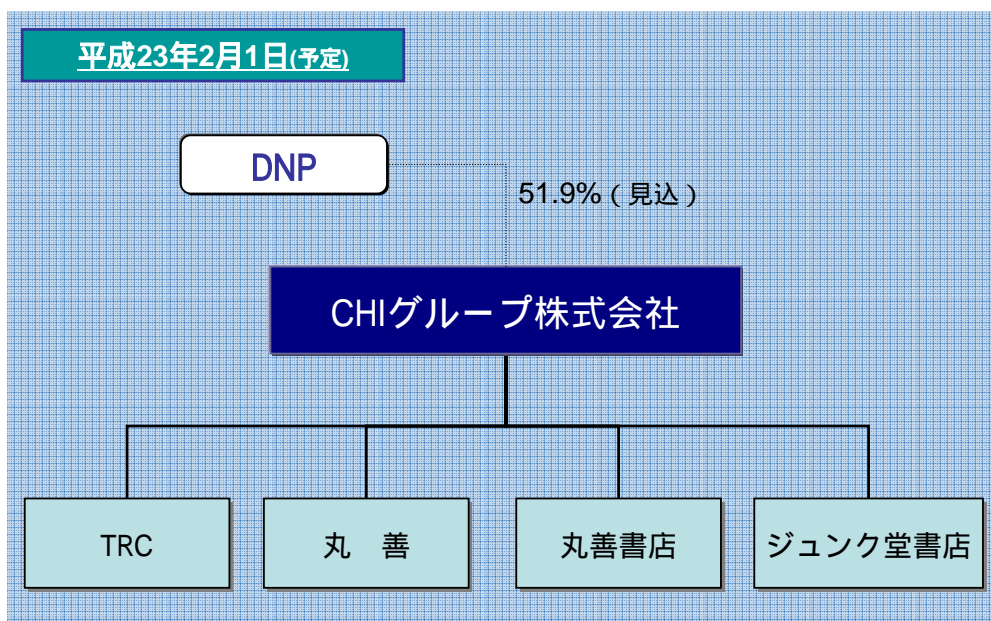 平成23年2月1日(予定)
DNP
51.9%（見込）
CHIグループ株式会社
TRC
丸　善
丸善書店
ジュンク堂書店